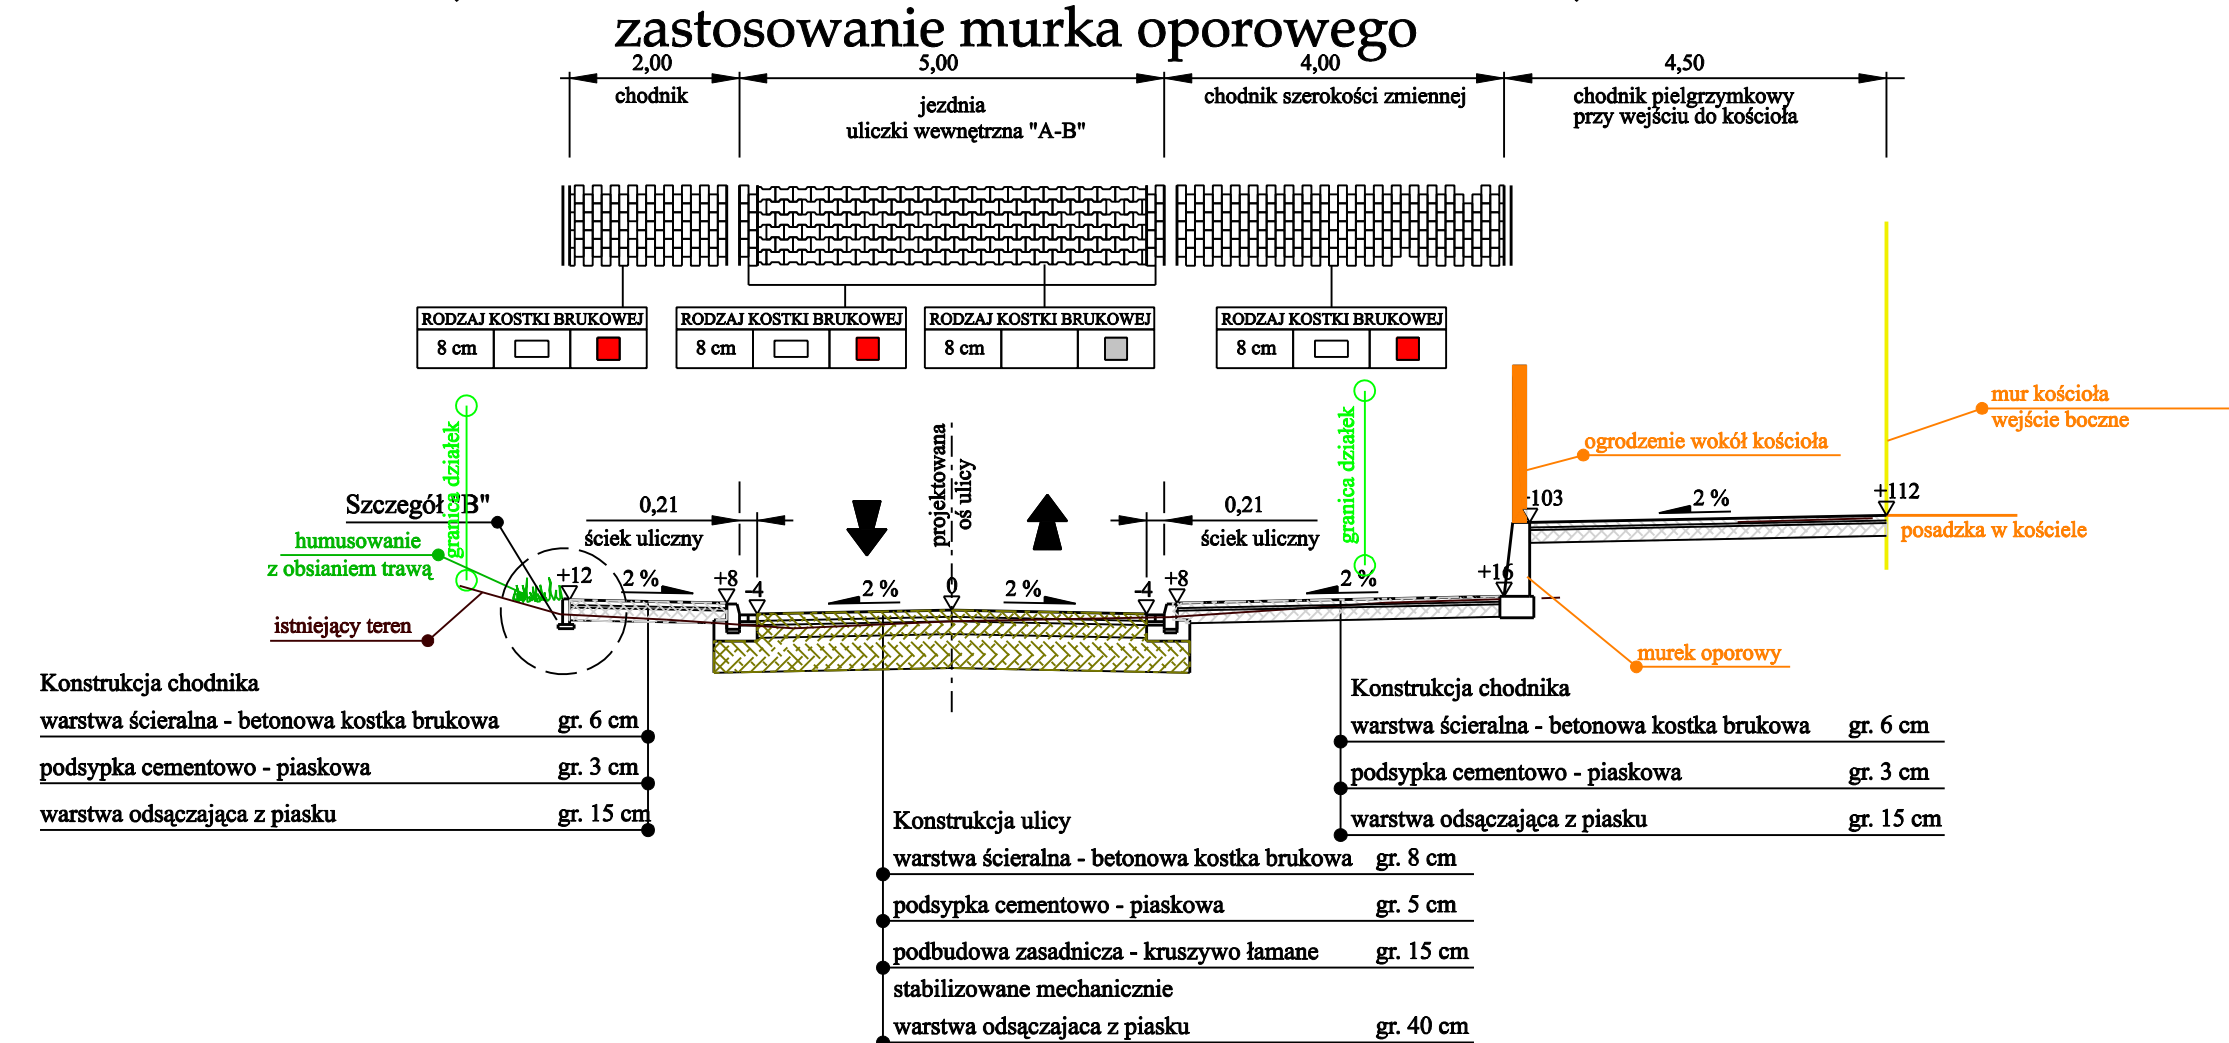 zastosowanie murka oporowego
2,00
5,00
4,00
4,50
chodnik
jezdnia
uliczki wewnętrzna "A-B"
chodnik szerokości zmiennej
chodnik pielgrzymkowy
przy wejściu do kościoła
RODZAJ KOSTKI BRUKOWEJ
8 cm
RODZAJ KOSTKI BRUKOWEJ
8 cm
RODZAJ KOSTKI BRUKOWEJ
8 cm
RODZAJ KOSTKI BRUKOWEJ
8 cm
granica działek
projektowana
oś ulicy
granica działek
mur kościoła
wejście boczne
ogrodzenie wokół kościoła
Szczegół "B"
humusowanie
z obsianiem trawą
istniejący teren
0,21
ściek uliczny
0,21
ściek uliczny
+12
2 %
+8
-4
2 %
0
2 %
-4
+8
2 %
+16
+103
2 %
+112
posadzka w kościele
murek oporowy
Konstrukcja chodnika
warstwa ścieralna - betonowa kostka brukowa gr. 6 cm
podsypka cementowo - piaskowa gr. 3 cm
warstwa odsączająca z piasku gr. 15 cm
Konstrukcja chodnika
warstwa ścieralna - betonowa kostka brukowa gr. 6 cm
podsypka cementowo - piaskowa gr. 3 cm
warstwa odsączająca z piasku gr. 15 cm
Konstrukcja ulicy
warstwa ścieralna - betonowa kostka brukowa gr. 8 cm
podsypka cementowo - piaskowa gr. 5 cm
podbudowa zasadnicza - kruszywo łamane gr. 15 cm
stabilizowane mechanicznie
warstwa odsączajaca z piasku gr. 40 cm